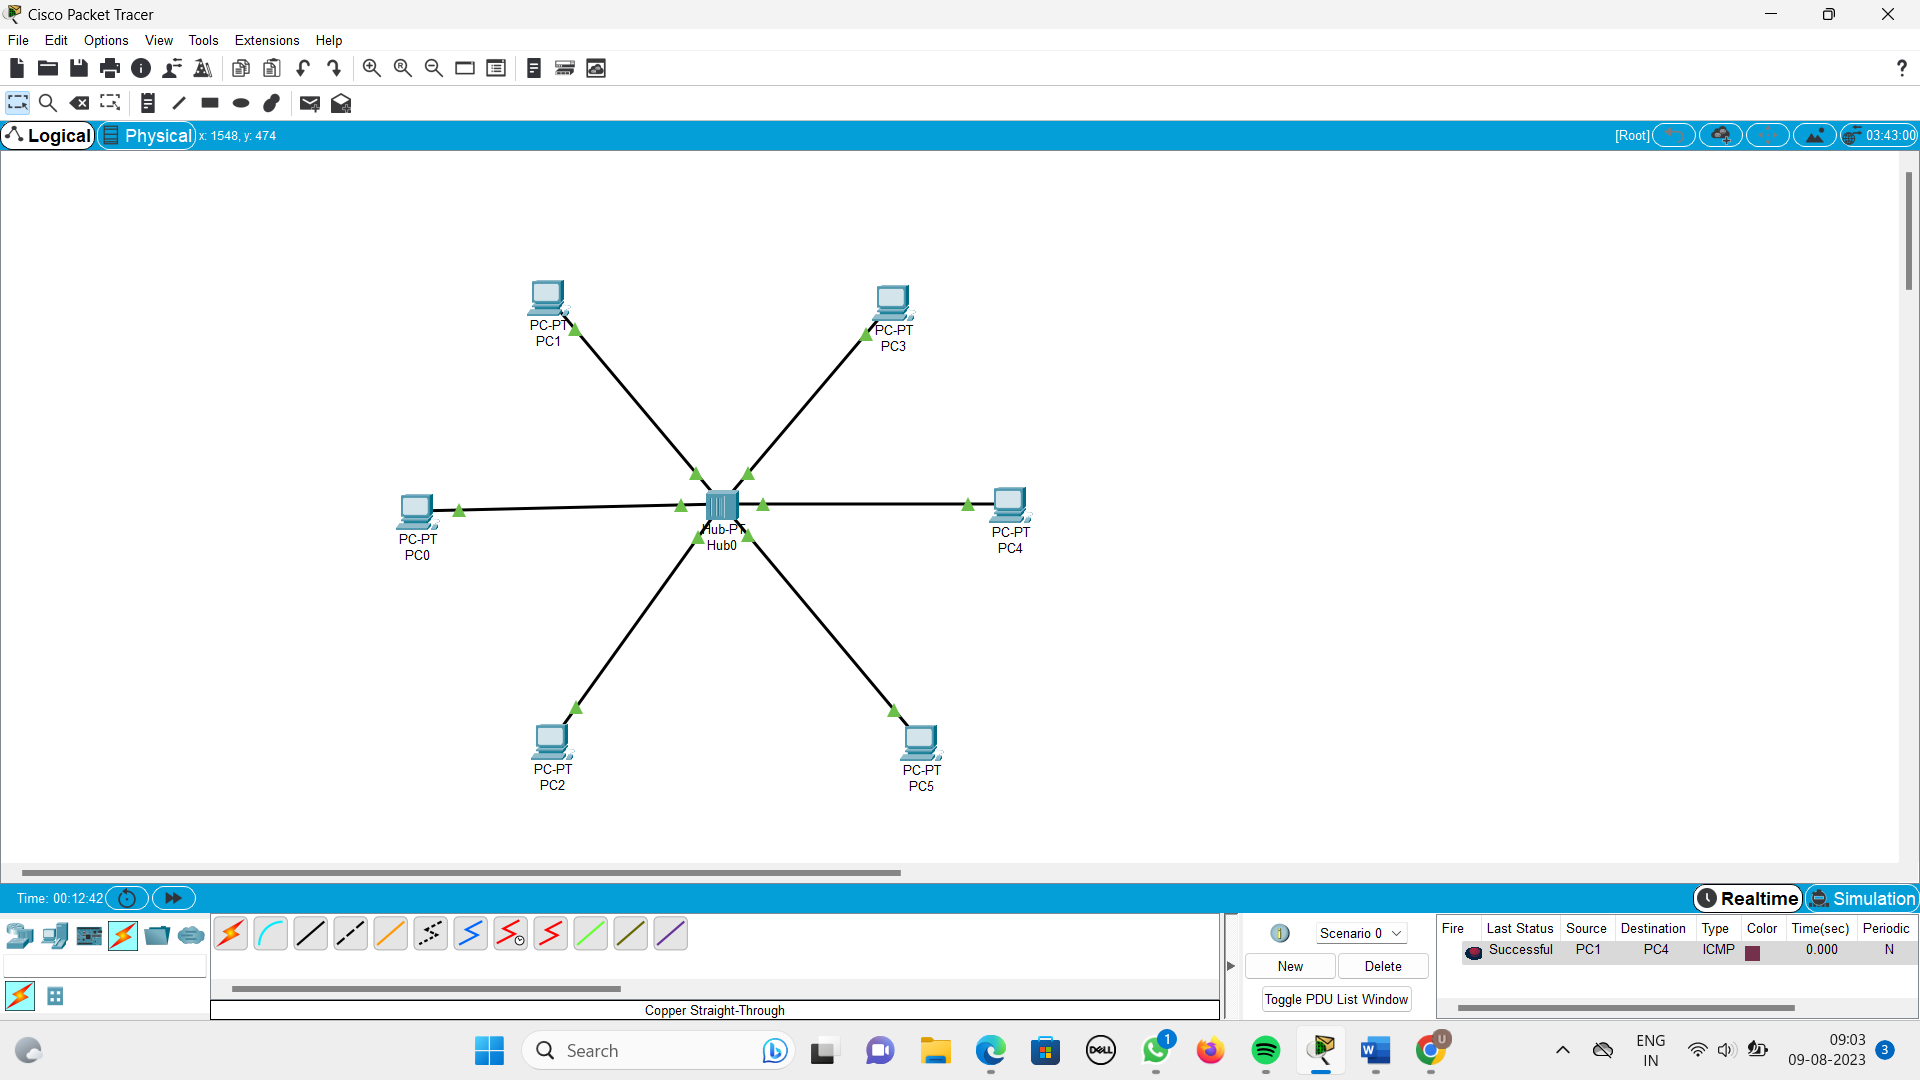 Cisco Packet Tracer
File Edit Options View Tools Extensions Help
Logical Physical x: 1548, y: 474 [Root] 03:43:00
PC-PT
PC1
PC-PT
PC3
PC-PT
PC0
Hub-PT
Hub0
PC-PT
PC4
PC-PT
PC2
PC-PT
PC5
Time: 00:12:42 Realtime Simulation
Scenario 0
New Delete
Toggle PDU List Window
Fire Last Status Source Destination Type Color Time(sec) Periodic
Successful PC1 PC4 ICMP 0.000 N
Copper Straight-Through
Search
DELL
1
W
U
ENG
IN
09:03
09-08-2023
3